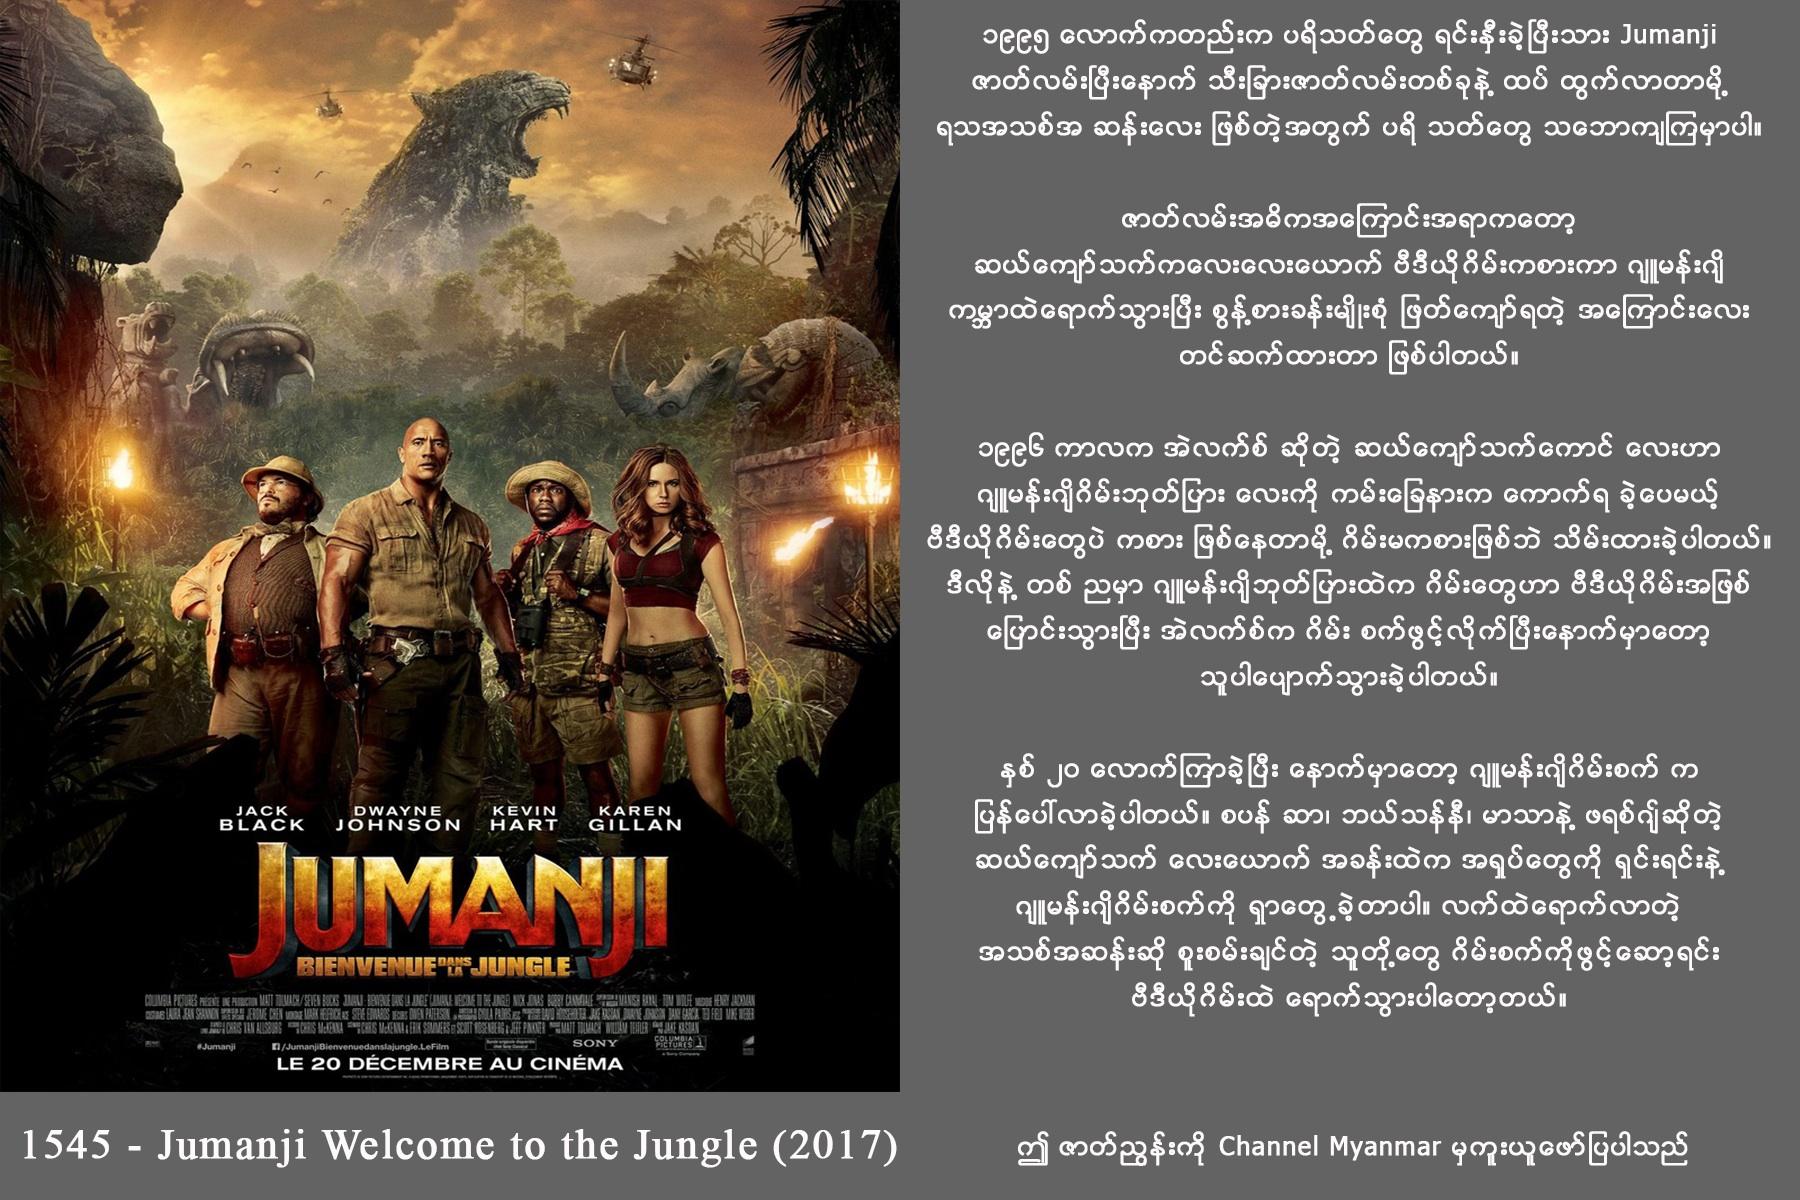 ၁၉၉၅ လောက်ကတည်းက ပရိသတ်တွေ ရင်းနှီးခဲ့ပြီးသား Jumanji
ဇာတ်လမ်းပြီးနောက် သီးခြားဇာတ်လမ်းတစ်ခုနဲ့ ထပ် ထွက်လာတာမို့
ရသအသစ်အ ဆန်းလေး ဖြစ်တဲ့အတွက် ပရိ သတ်တွေ သဘောကျကြမှာပါ။
ဇာတ်လမ်းအဓိကအကြောင်းအရာကတော့
ဆယ်ကျော်သက်ကလေးလေးယောက် ဗီဒီယိုဂိမ်းကစားကာ ဂျူမန်းဂျိ
ကမ္ဘာထဲရောက်သွားပြီး စွန့်စားခန်းမျိုးစုံ ဖြတ်ကျော်ရတဲ့ အကြောင်းလေး
တင်ဆက်ထားတာ ဖြစ်ပါတယ်။
၁၉၉၆ ကာလက အဲလက်စ် ဆိုတဲ့ ဆယ်ကျော်သက်ကောင် လေးဟာ
ဂျူမန်းဂျိဂိမ်းဘုတ်ပြား လေးကို ကမ်းခြေနားက ကောက်ရ ခဲ့ပေမယ့်
ဗီဒီယိုဂိမ်းတွေပဲ ကစား ဖြစ်နေတာမို့ ဂိမ်းမကစားဖြစ်ဘဲ သိမ်းထားခဲ့ပါတယ်။
ဒီလိုနဲ့ တစ် ညမှာ ဂျူမန်းဂျိဘုတ်ပြားထဲက ဂိမ်းတွေဟာ ဗီဒီယိုဂိမ်းအဖြစ်
ပြောင်းသွားပြီး အဲလက်စ်က ဂိမ်း စက်ဖွင့်လိုက်ပြီးနောက်မှာတော့
သူပါပျောက်သွားခဲ့ပါတယ်။
နှစ် ၂၀ လောက်ကြာခဲ့ပြီး နောက်မှာတော့ ဂျူမန်းဂျိဂိမ်းစက် က
ပြန်ပေါ်လာခဲ့ပါတယ်။ စပန် ဆာ၊ ဘယ်သန်နီ၊ မာသာနဲ့ ဖရစ်ဂျ်ဆိုတဲ့
ဆယ်ကျော်သက် လေးယောက် အခန်းထဲက အရှုပ်တွေကို ရှင်းရင်းနဲ့
ဂျူမန်းဂျိဂိမ်းစက်ကို ရှာတွေ့ခဲ့တာပါ။ လက်ထဲရောက်လာတဲ့
အသစ်အဆန်းဆို စူးစမ်းချင်တဲ့ သူတို့တွေ ဂိမ်းစက်ကိုဖွင့်ဆော့ရင်း
ဗီဒီယိုဂိမ်းထဲ ရောက်သွားပါတော့တယ်။
JACK BLACK
DWAYNE JOHNSON
KEVIN HART
KAREN GILLAN
JUMANJI
BIENVENUE DANS LA JUNGLE
#Jumanji
/JumanjiBienvenuedanslajungle.LeFilm
SONY
COLUMBIA PICTURES
LE 20 DÉCEMBRE AU CINÉMA
1545 - Jumanji Welcome to the Jungle (2017)
ဤ ဇာတ်ညွှန်းကို Channel Myanmar မှကူးယူဖော်ပြပါသည်